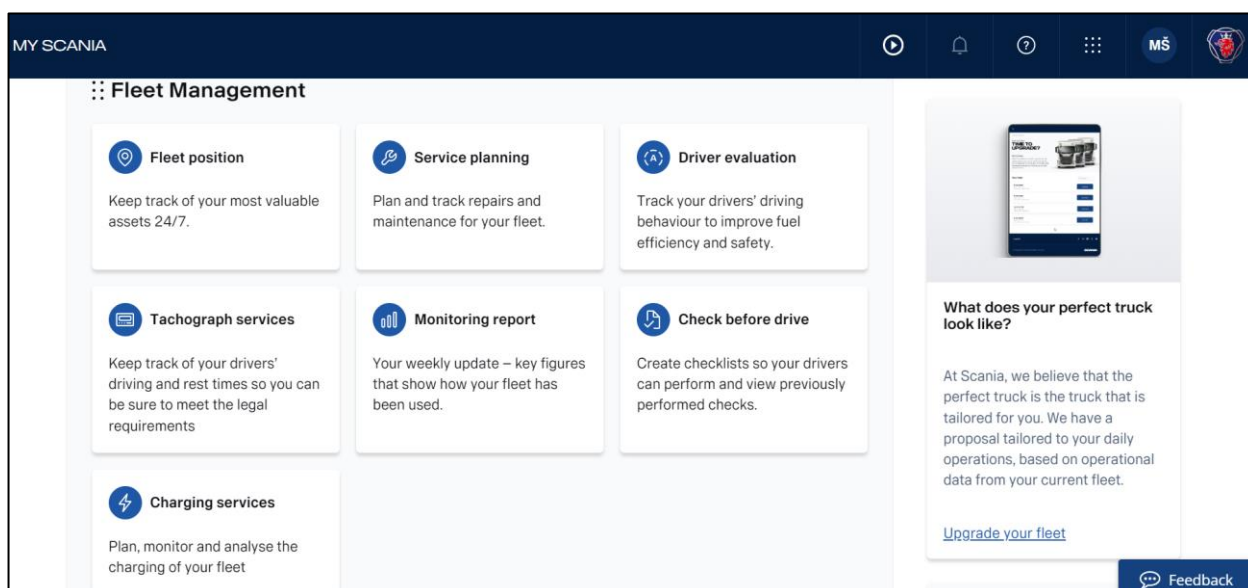 MY SCANIA
MŠ
Fleet Management
Fleet position
Keep track of your most valuable
assets 24/7.
Service planning
Plan and track repairs and
maintenance for your fleet.
Driver evaluation
Track your drivers' driving
behaviour to improve fuel
efficiency and safety.
Tachograph services
Keep track of your drivers'
driving and rest times so you can
be sure to meet the legal
requirements
Monitoring report
Your weekly update – key figures
that show how your fleet has
been used.
Check before drive
Create checklists so your drivers
can perform and view previously
performed checks.
Charging services
Plan, monitor and analyse the
charging of your fleet
TIME TO
UPGRADE?
What does your perfect truck
look like?
At Scania, we believe that the
perfect truck is the truck that is
tailored for you. We have a
proposal tailored to your daily
operations, based on operational
data from your current fleet.
Upgrade your fleet
Feedback